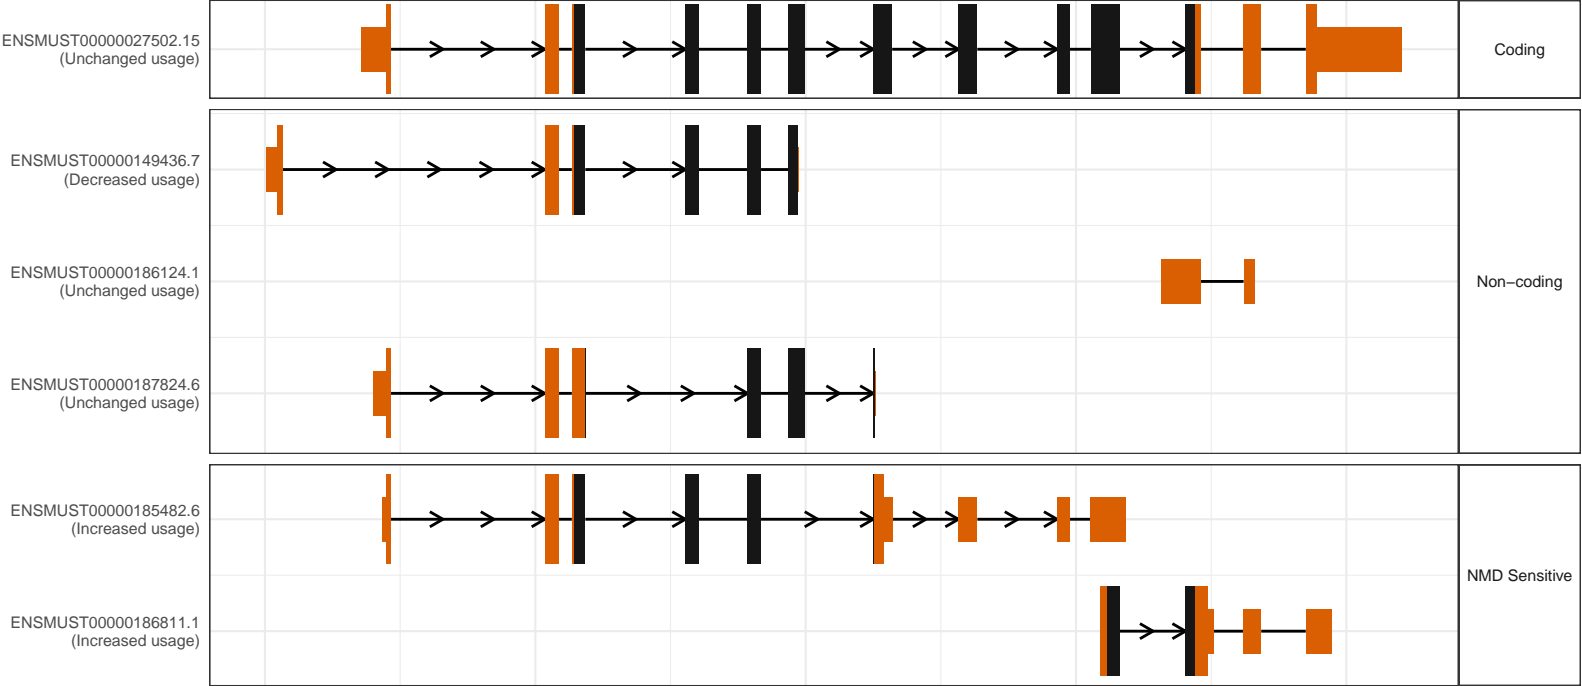 ENSMUST00000027502.15
(Unchanged usage)
Coding
ENSMUST00000149436.7
(Decreased usage)
ENSMUST00000186124.1
(Unchanged usage)
Non−coding
ENSMUST00000187824.6
(Unchanged usage)
ENSMUST00000185482.6
(Increased usage)
NMD Sensitive
ENSMUST00000186811.1
(Increased usage)